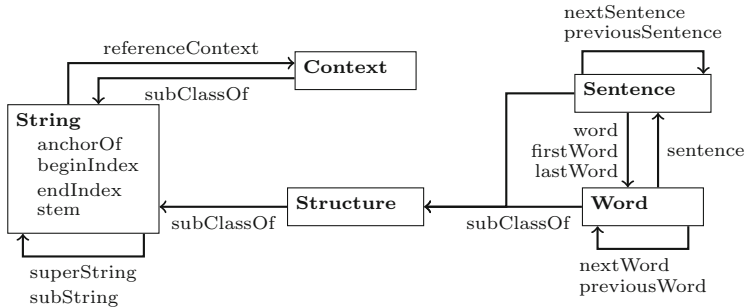 nextSentence
previousSentence
referenceContext
Context
subClassOf
Sentence
String
anchorOf
beginIndex
endIndex
stem
word
firstWord
lastWord
sentence
Structure
Word
subClassOf
subClassOf
superString
subString
nextWord
previousWord